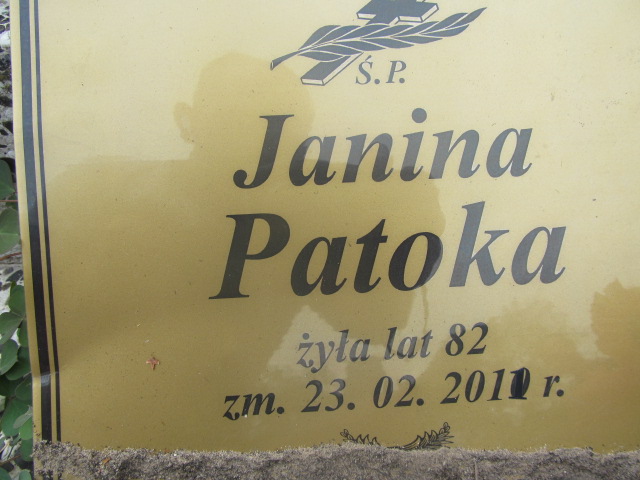 Ś.P.
Janina
Patoka
żyła lat 82
zm. 23. 02. 2011 r.